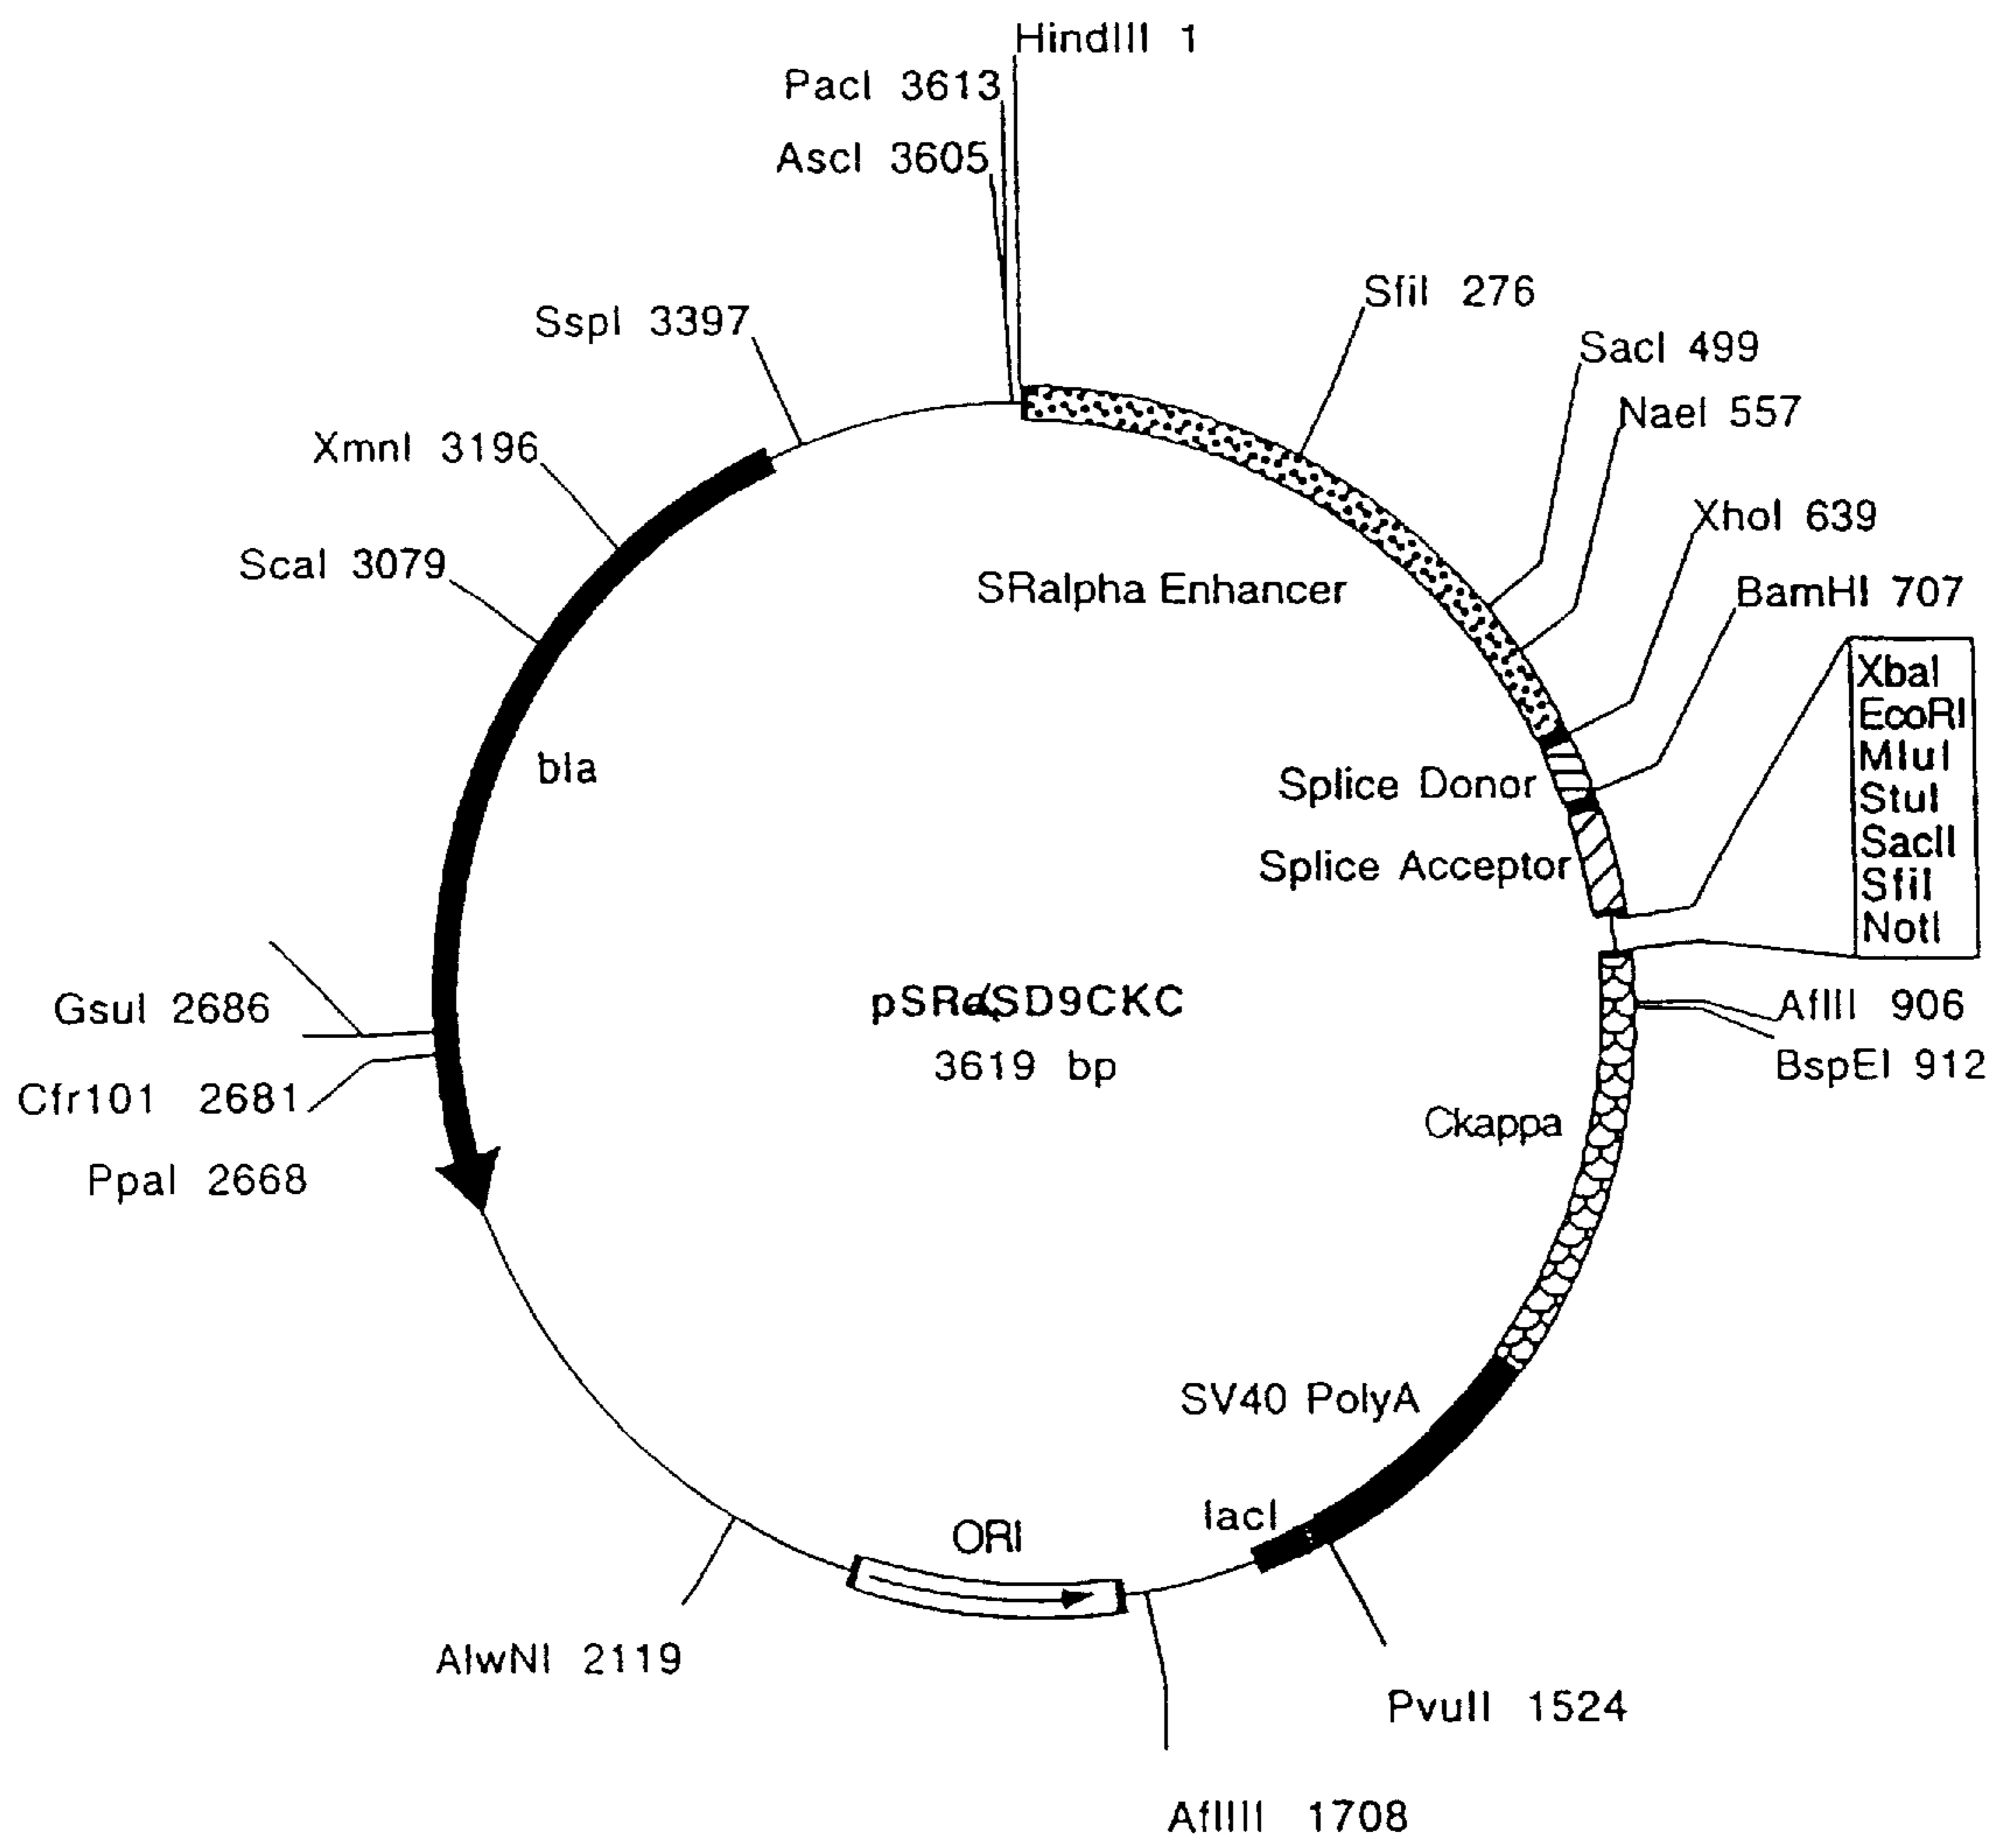 HindIII 1
PacI 3613
AscI 3605
SfiI 276
SspI 3397
SacI 499
NaeI 557
XmnI 3196
XhoI 639
ScaI 3079
SRalpha Enhancer
BamHI 707
XbaI
EcoRI
MluI
StuI
SacII
SfiI
NotI
bla
Splice Donor
Splice Acceptor
GsuI 2686
pSRαSD9CKC
AflII 906
3619 bp
BspEI 912
Cfr101 2681
Ckappa
PpaI 2668
SV40 PolyA
lacI
ORI
AlwNI 2119
PvuII 1524
AflIII 1708